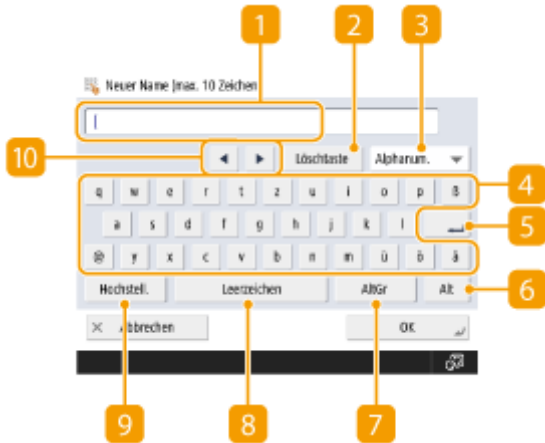 1 2 3
Neuer Name (max. 10 Zeichen
10 Löschtaste Alphanum.
q w e r t z u i o p ß 4
a s d f g h j k l 5
@ y x c v b n m ü ö ä
Hochstell. Leerzeichen AltGr Alt 6
Abbrechen OK
9 8 7